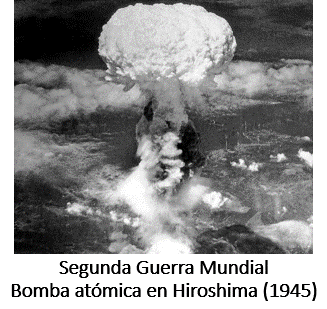 Segunda Guerra Mundial
Bomba atómica en Hiroshima (1945)